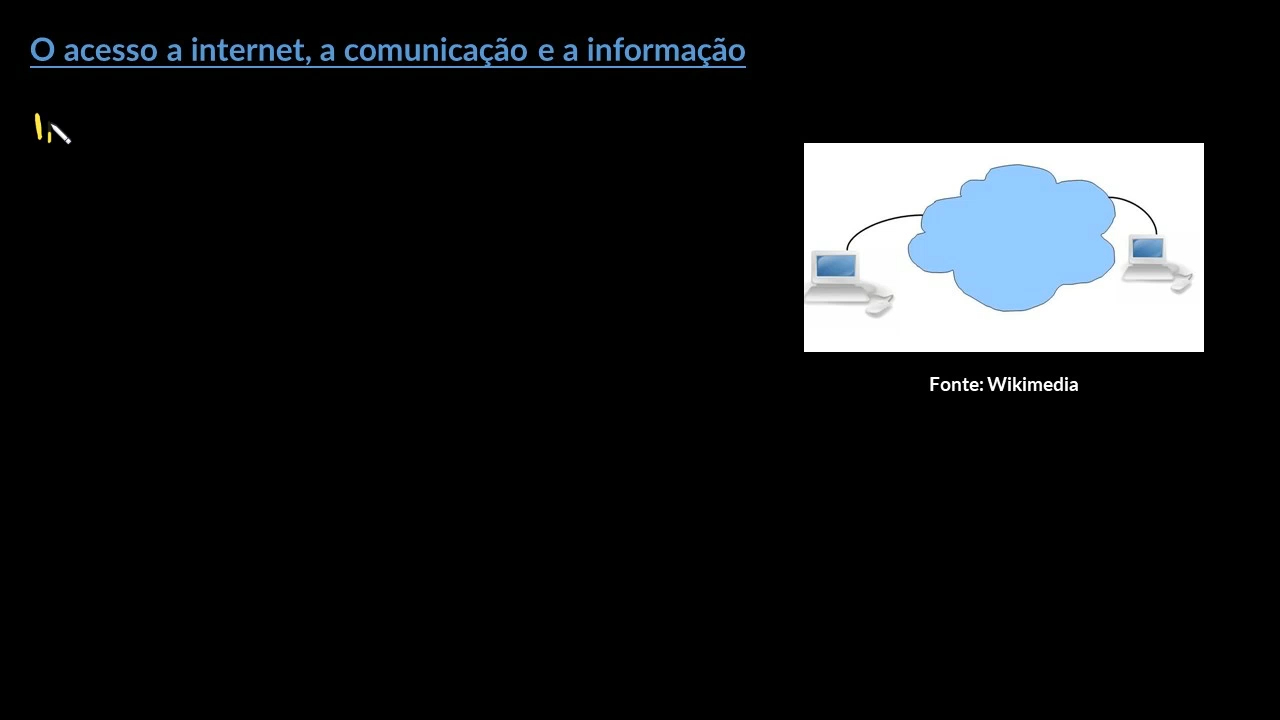 O acesso a internet, a comunicação e a informação
Fonte: Wikimedia